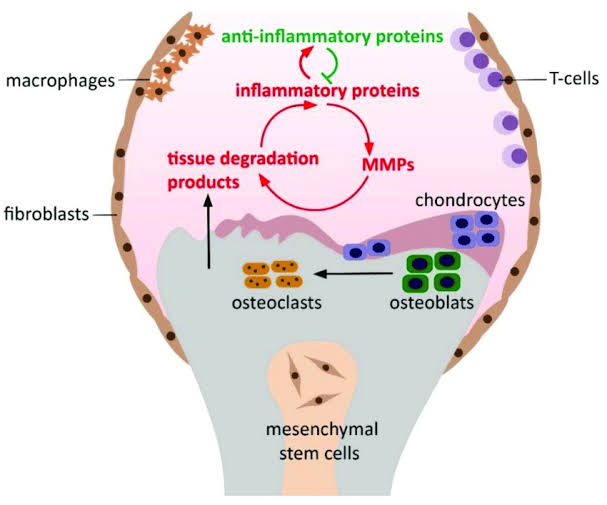 anti-inflammatory proteins
macrophages
T-cells
inflammatory proteins
tissue degradation
products
MMPs
chondrocytes
fibroblasts
osteoclasts
osteoblats
mesenchymal
stem cells